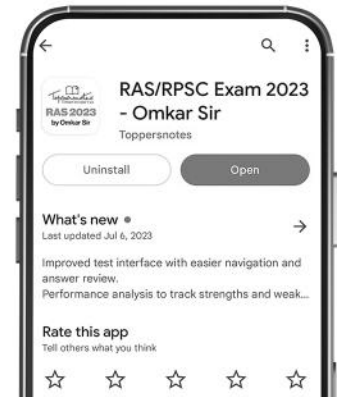 RAS/RPSC Exam 2023
- Omkar Sir
Toppersnotes
Toppersnotes
RAS 2023
by Omkar Sir
Uninstall
Open
What's new
Last updated Jul 6, 2023
Improved test interface with easier navigation and
answer review.
Performance analysis to track strengths and weak...
Rate this app
Tell others what you think